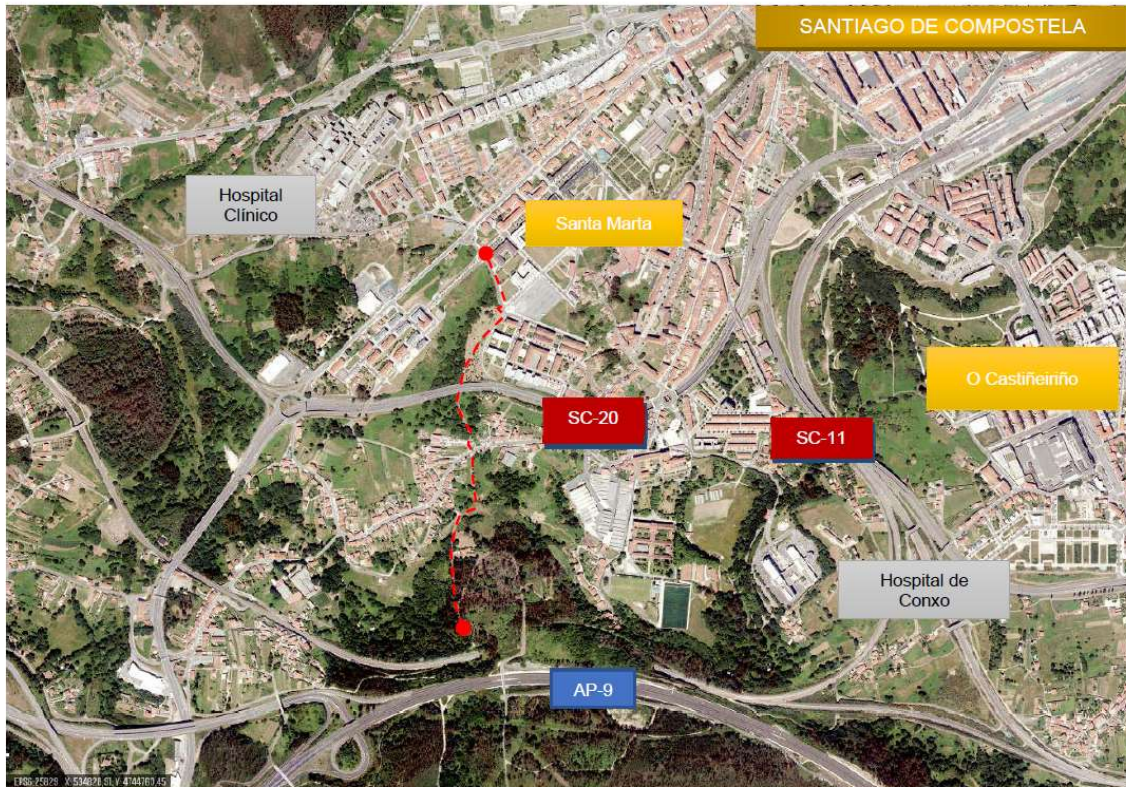 SANTIAGO DE COMPOSTELA
Hospital
Clínico
Santa Marta
O Castiñeiriño
SC-20
SC-11
Hospital de
Conxo
AP-9